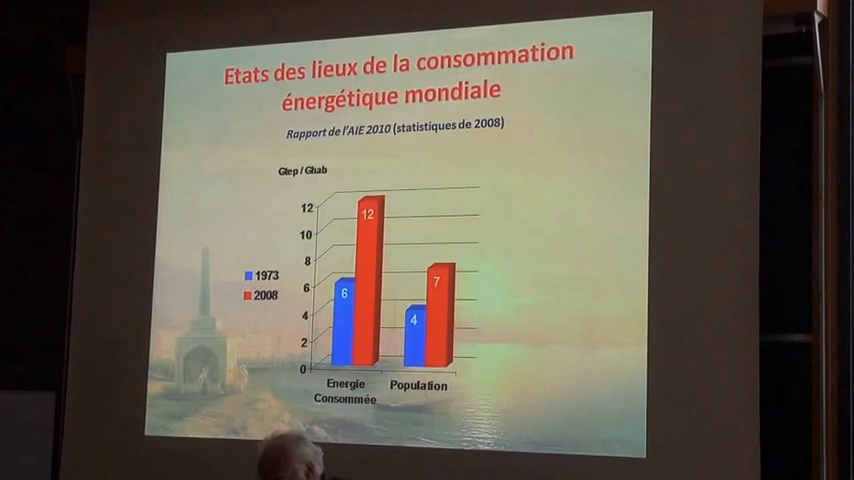 Etats des lieux de la consommation
énergétique mondiale
Rapport de l'AIE 2010 (statistiques de 2008)
Gtep / Ghab
12
10
8
6
4
2
0
1973
2008
6
12
4
7
Energie
Consommée
Population